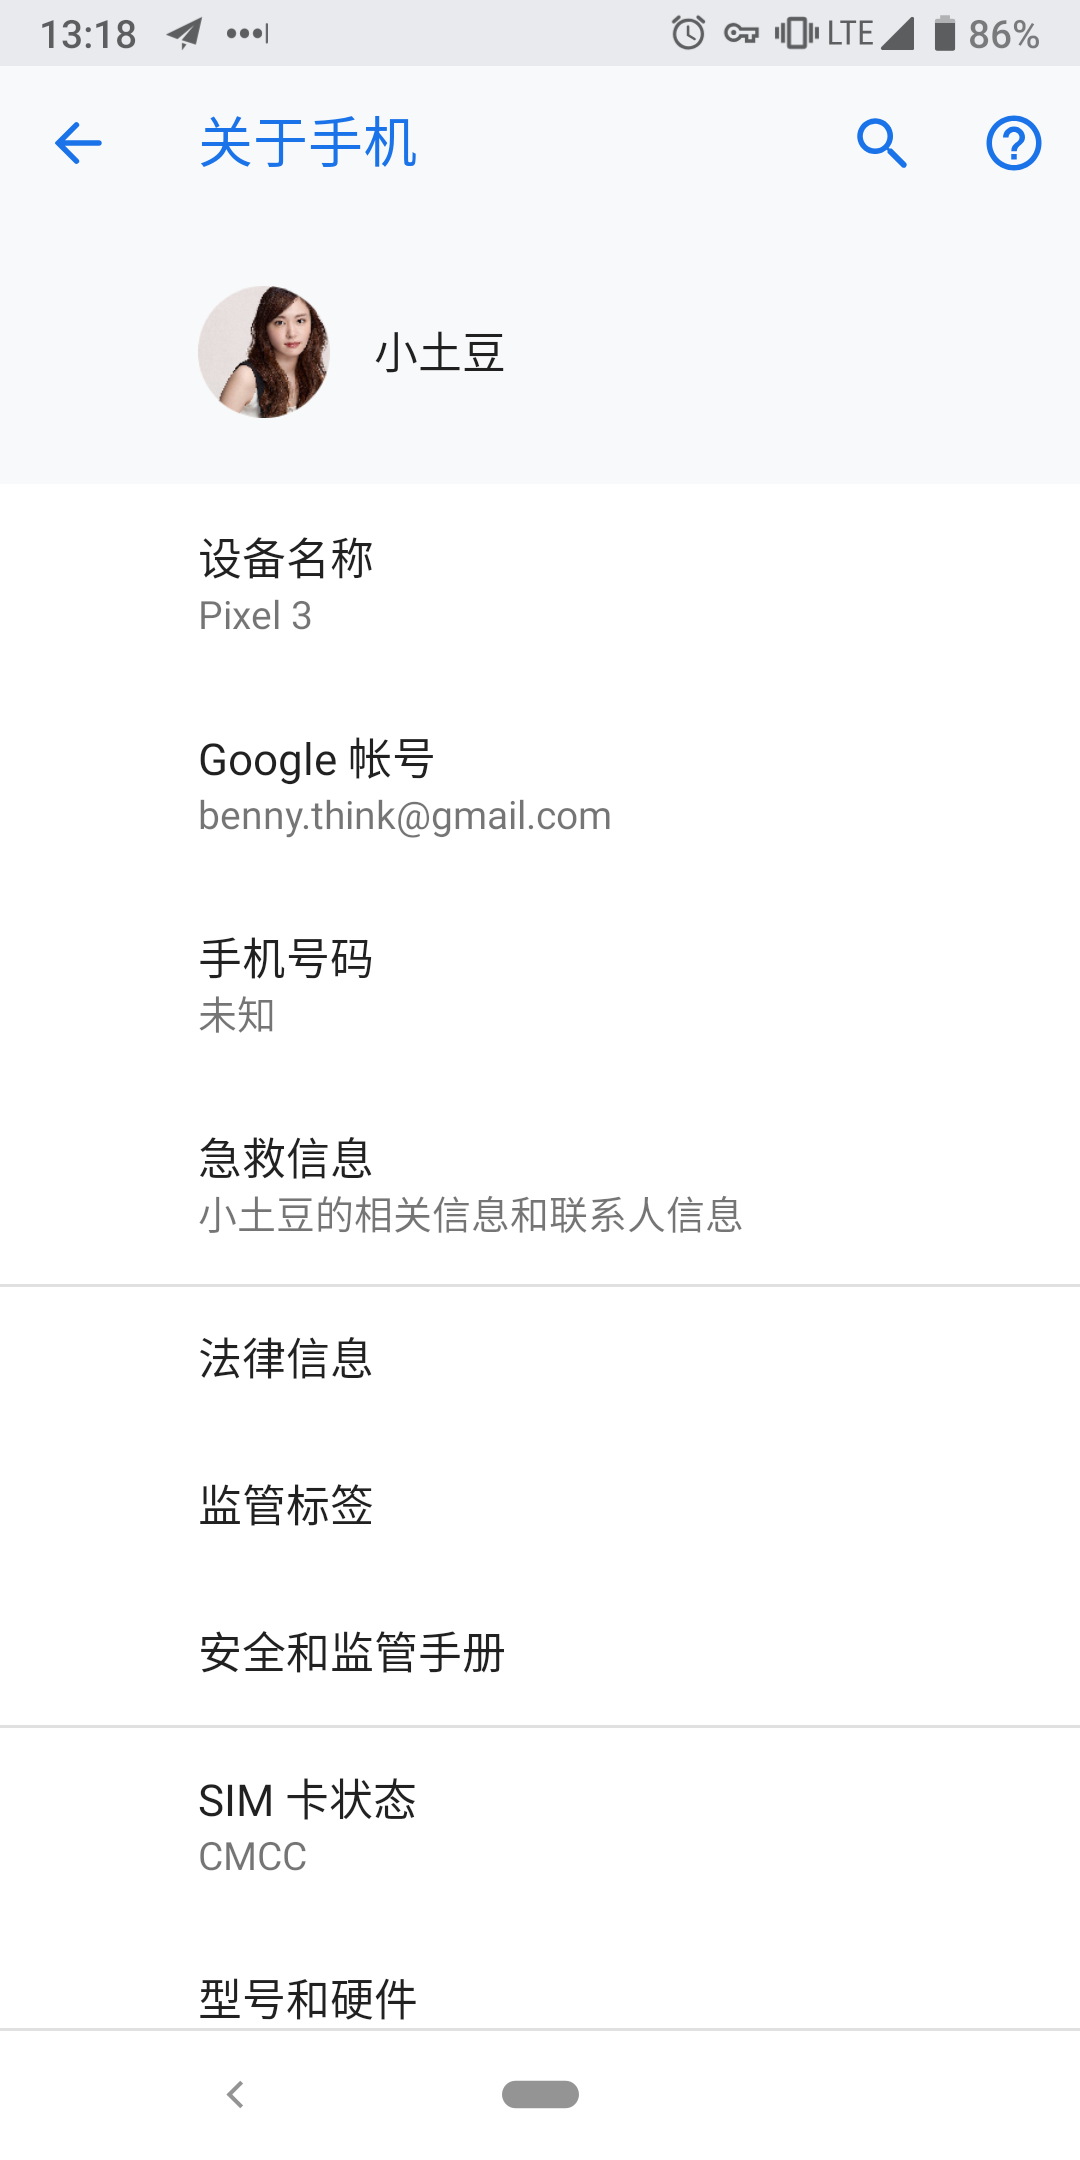 13:18 LTE 86%
关于手机
小土豆
设备名称
Pixel 3
Google 帐号
benny.think@gmail.com
手机号码
未知
急救信息
小土豆的相关信息和联系人信息
法律信息
监管标签
安全和监管手册
SIM 卡状态
CMCC
型号和硬件